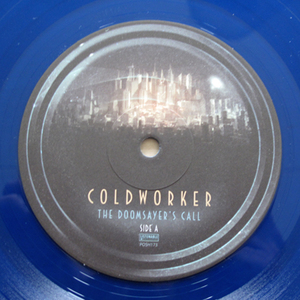 COLDWORKER
THE DOOMSAYER'S CALL
SIDE A